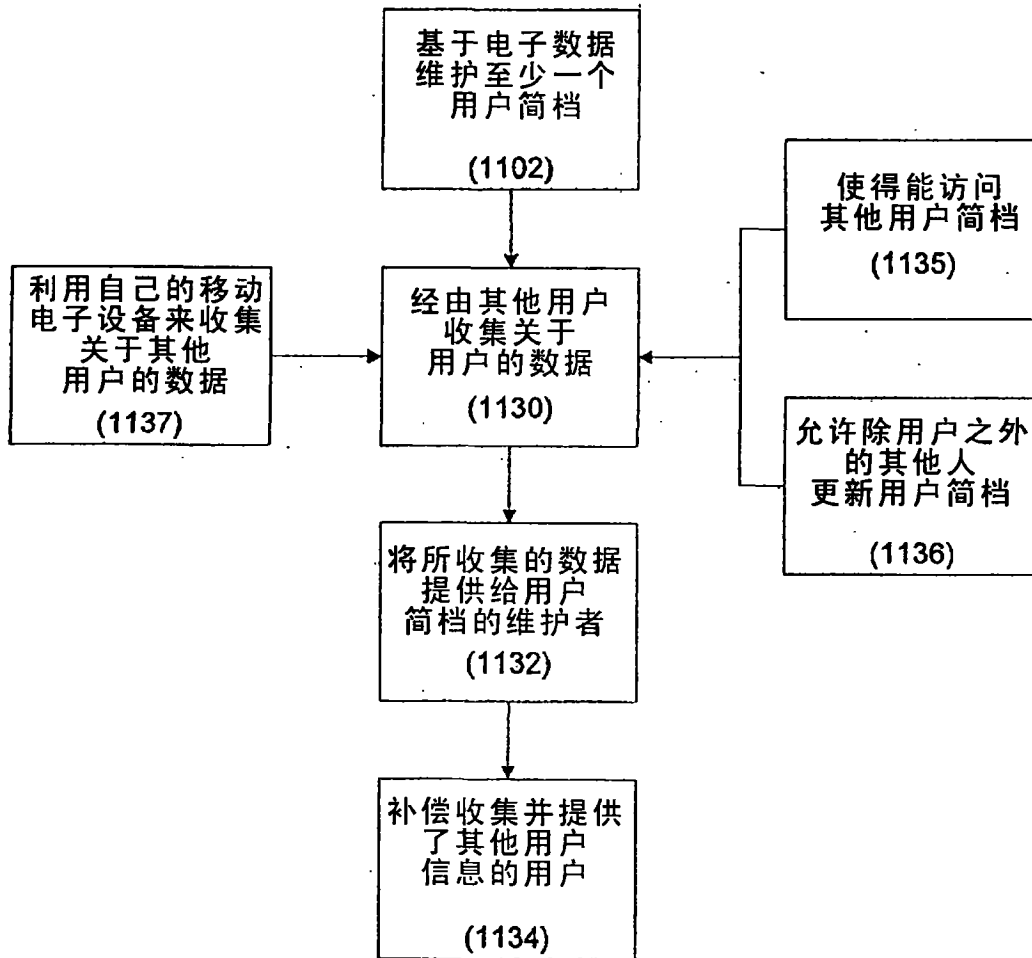 基于电子数据
维护至少一个
用户简档
(1102)
使得能访问
其他用户简档
(1135)
利用自己的移动
电子设备来收集
关于其他
用户的数据
(1137)
经由其他用户
收集关于
用户的数据
(1130)
允许除用户之外
的其他人
更新用户简档
(1136)
将所收集的数据
提供给用户
简档的维护者
(1132)
补偿收集并提供
了其他用户
信息的用户
(1134)